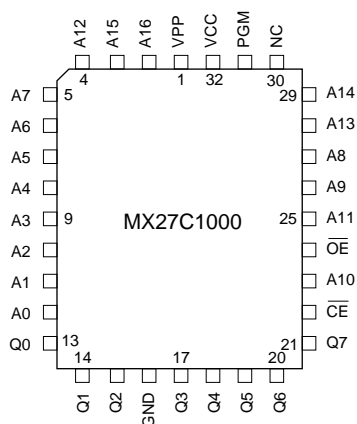 A12
A15
A16
VPP
VCC
PGM
NC
4
1
32
30
A7
5
29
A14
A6
A13
A5
A8
A4
A9
A3
9
MX27C1000
25
A11
A2
OE
A1
A10
A0
CE
Q0
13
21
Q7
14
17
20
Q1
Q2
GND
Q3
Q4
Q5
Q6